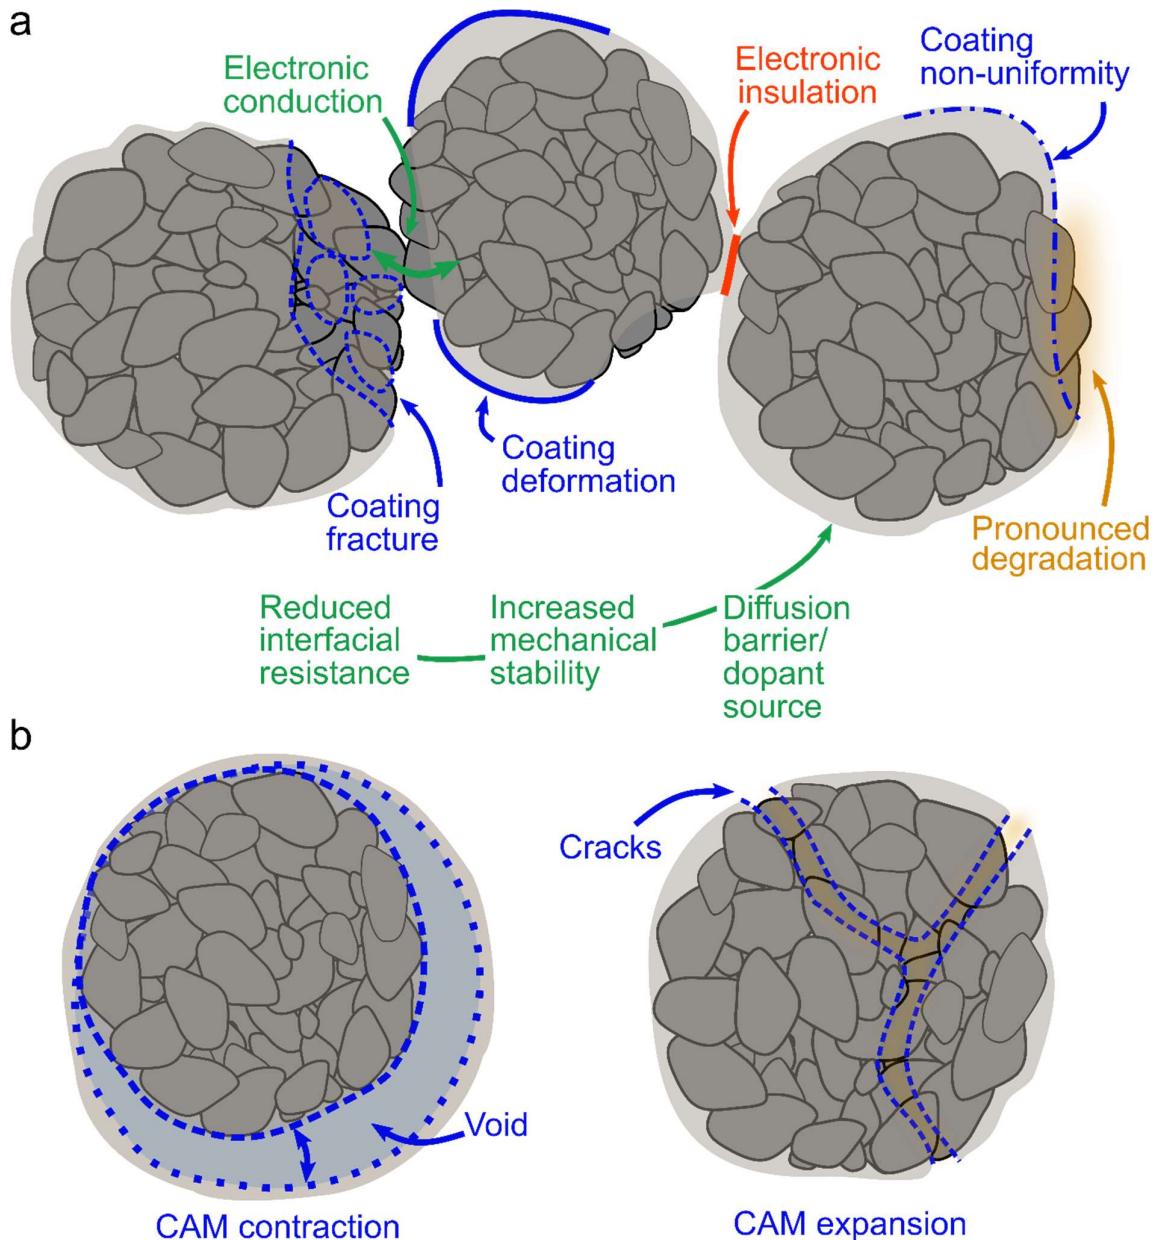 a
Electronic
conduction
Electronic
insulation
Coating
non-uniformity
Coating
deformation
Coating
fracture
Pronounced
degradation
Reduced
interfacial
resistance
Increased
mechanical
stability
Diffusion
barrier/
dopant
source
b
Cracks
Void
CAM contraction
CAM expansion